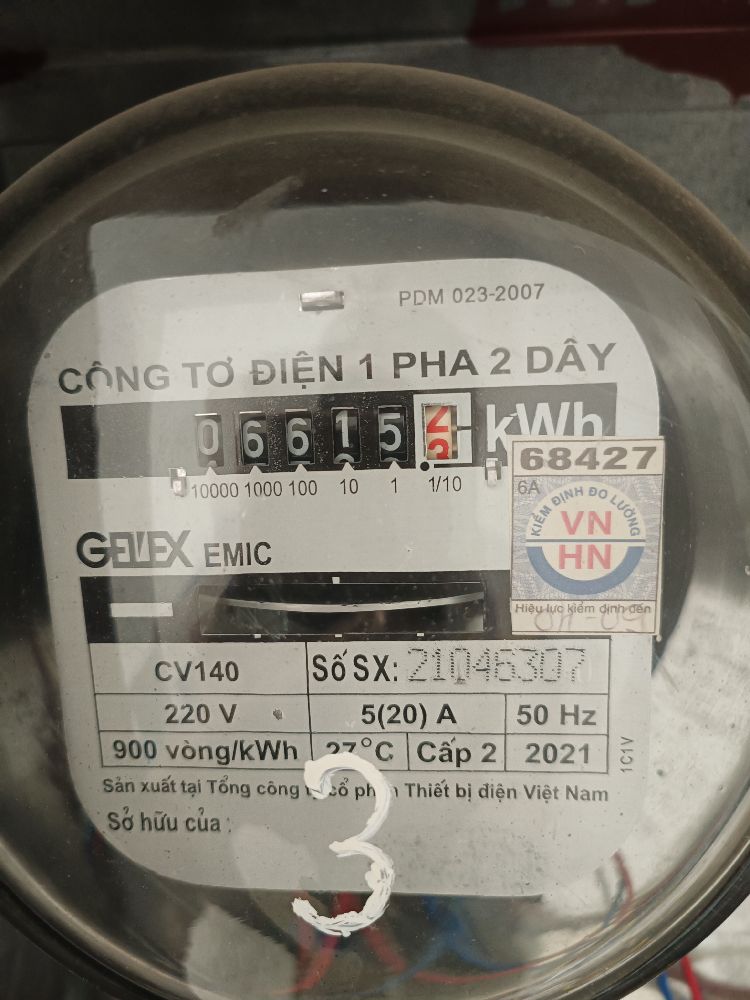 PDM 023-2007
CÔNG TƠ ĐIỆN 1 PHA 2 DÂY
0 6 6 1 5 2 kWh
10000 1000 100 10 1 1/10
68427
6A
KIỂM ĐỊNH ĐO LƯỜNG
VN
HN
Hiệu lực kiểm định đến
GELEX EMIC
CV140 Số SX: 21046307
220 V 5(20) A 50 Hz
900 vòng/kWh 27°C Cấp 2 2021
1C1V
Sản xuất tại Tổng công ty cổ phần Thiết bị điện Việt Nam
Sở hữu của :
3